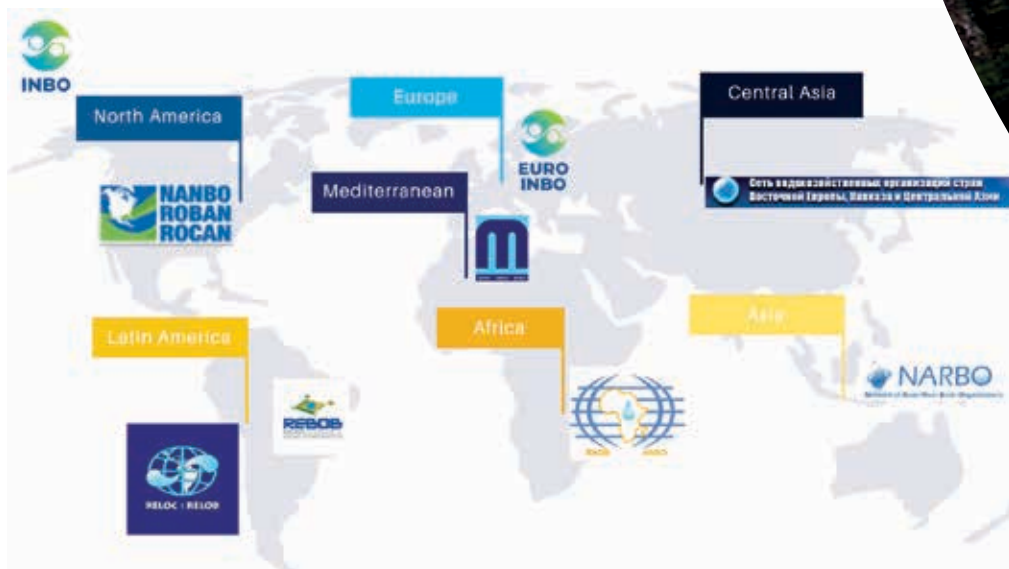 INBO
North America
NANBO
ROBAN
ROCAN
Europe
EURO
INBO
Mediterranean
Central Asia
Сеть водохозяйственных организаций стран
Восточной Европы, Кавказа и Центральной Азии
Latin America
RELOC : RELOB
REBOB
Africa
Asia
NARBO